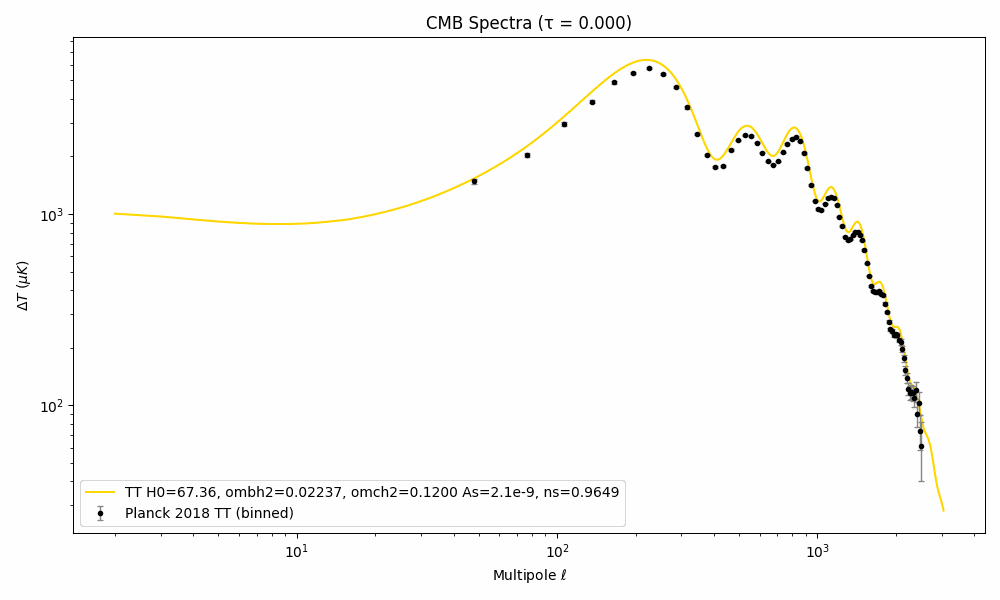 CMB Spectra (τ = 0.000)
ΔT (μK)
10³
10²
TT H0=67.36, ombh2=0.02237, omch2=0.1200 As=2.1e-9, ns=0.9649
Planck 2018 TT (binned)
10¹ 10² 10³
Multipole ℓ